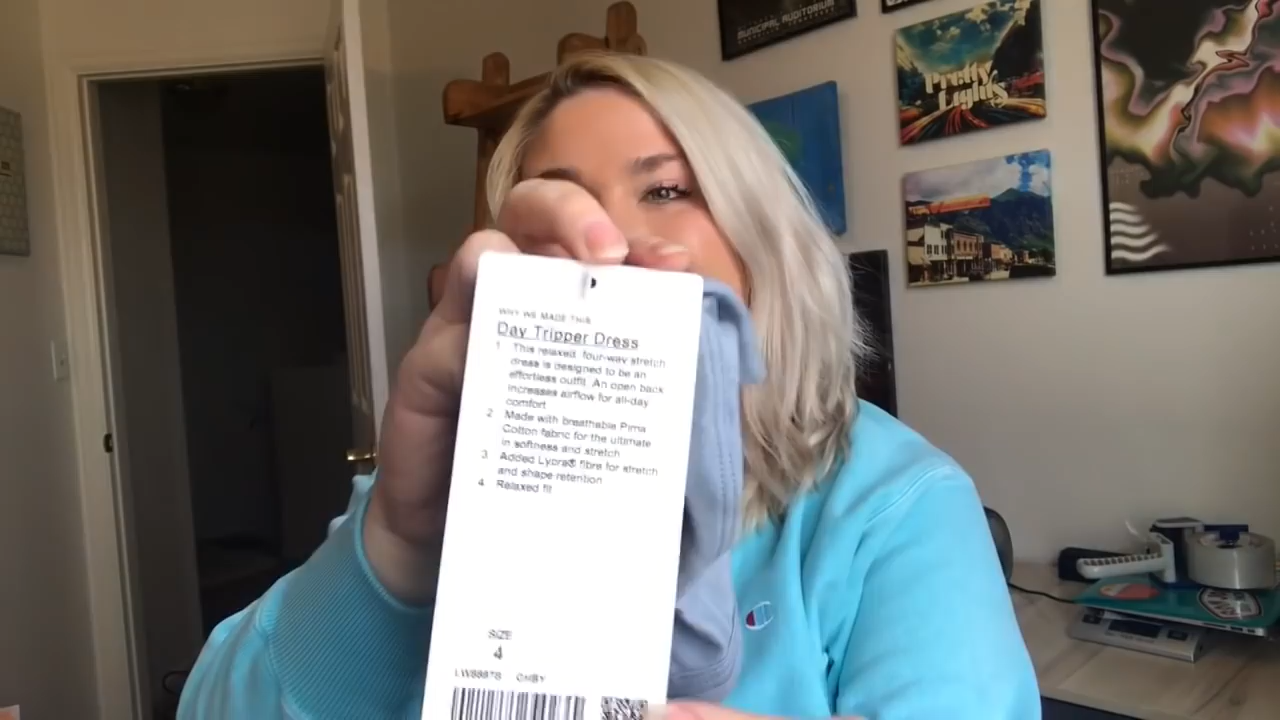 MUNICIPAL AUDITORIUM
Pretty
Lights
WHY WE MADE THIS
Day Tripper Dress
1 This relaxed, four-way stretch
dress is designed to be an
effortless outfit. An open back
increases airflow for all-day
comfort
2 Made with breathable Pima
Cotton fabric for the ultimate
in softness and stretch
3 Added Lycra® fibre for stretch
and shape retention
4 Relaxed fit
SIZE
4